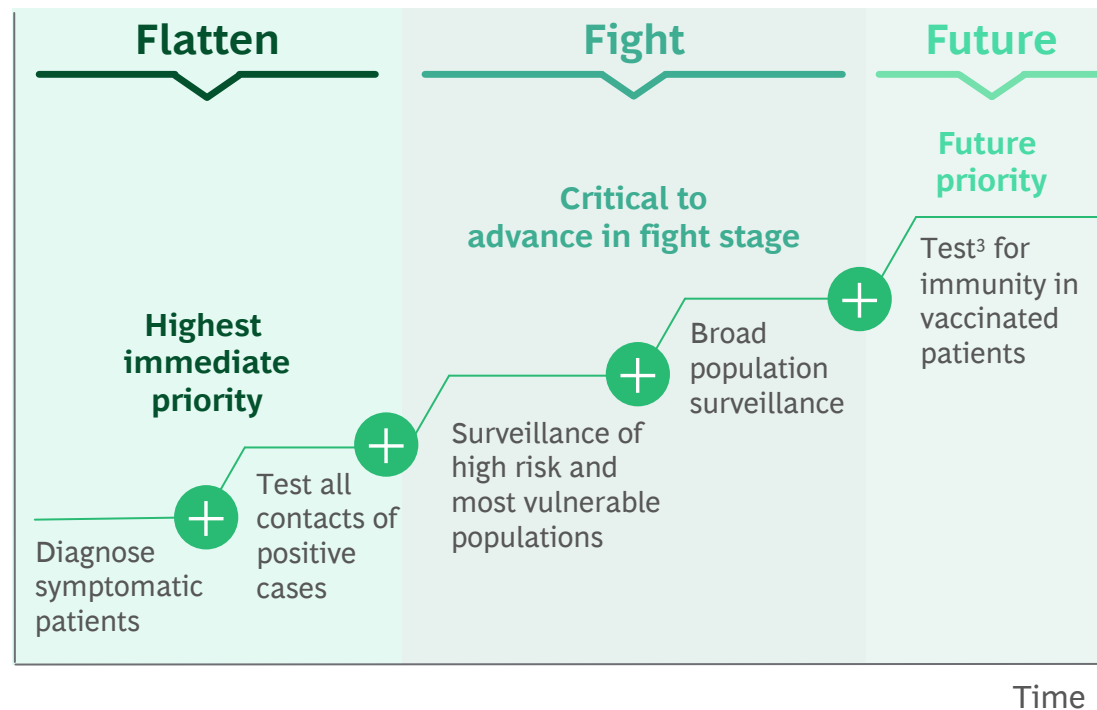 Flatten
Fight
Future
Highest
immediate
priority
Critical to
advance in fight stage
Future
priority
Diagnose
symptomatic
patients
Test all
contacts of
positive
cases
Surveillance of
high risk and
most vulnerable
populations
Broad
population
surveillance
Test³ for
immunity in
vaccinated
patients
Time